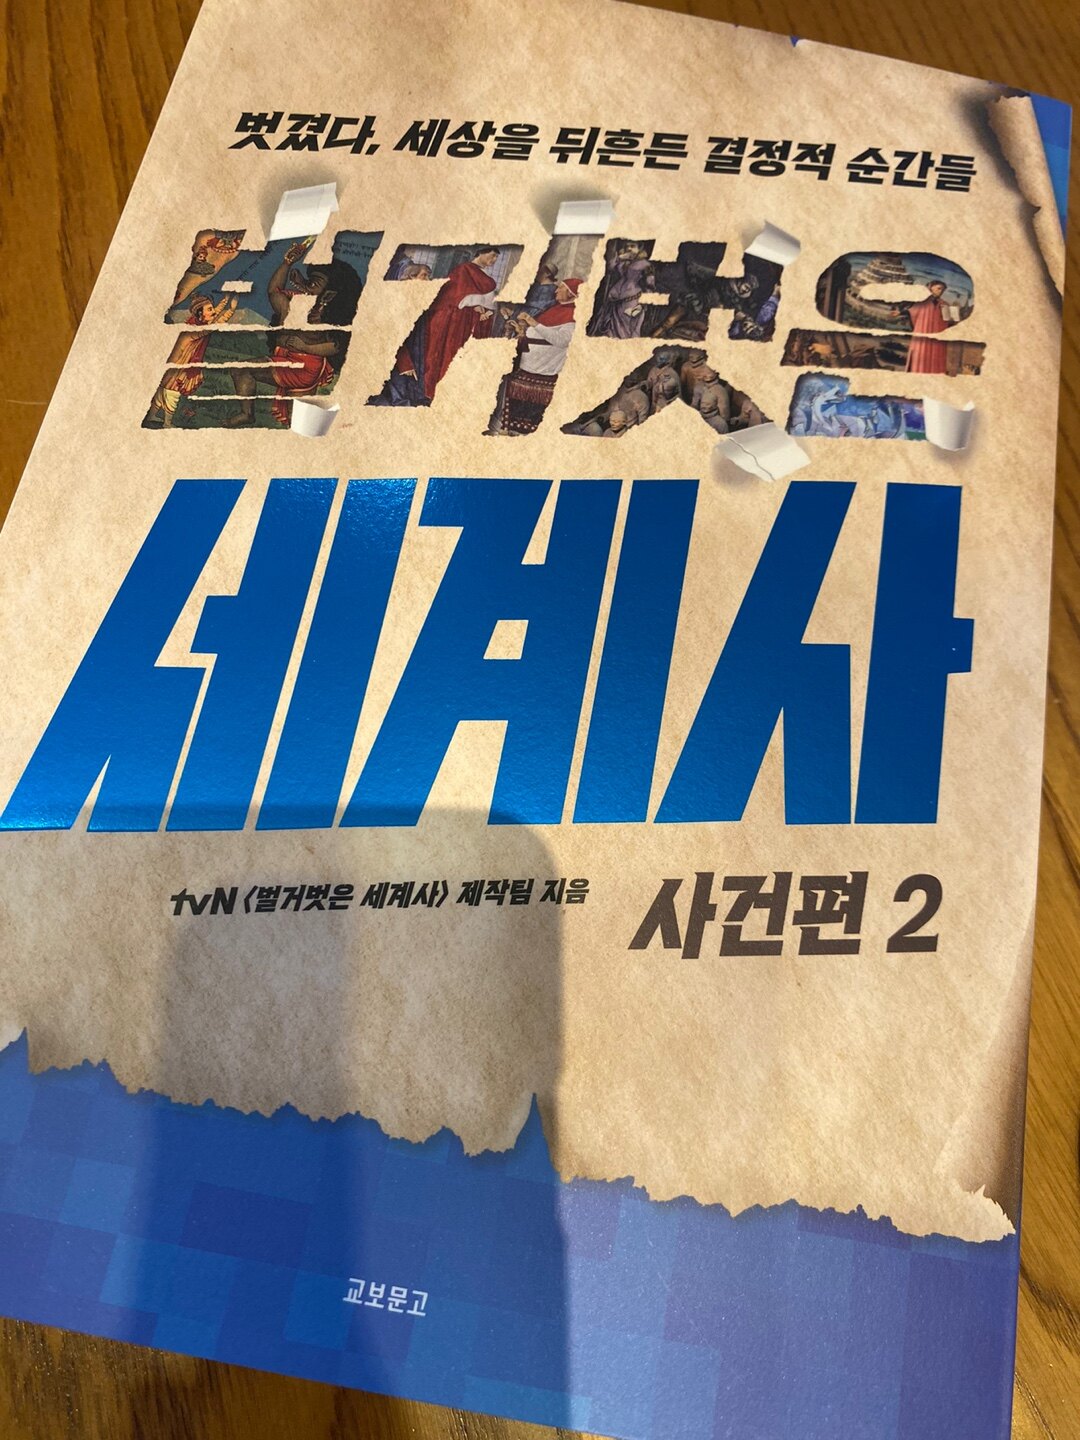 벗겼다, 세상을 뒤흔든 결정적 순간들
벌거벗은
세계사
tvN 〈벌거벗은 세계사〉 제작팀 지음
사건편 2
교보문고